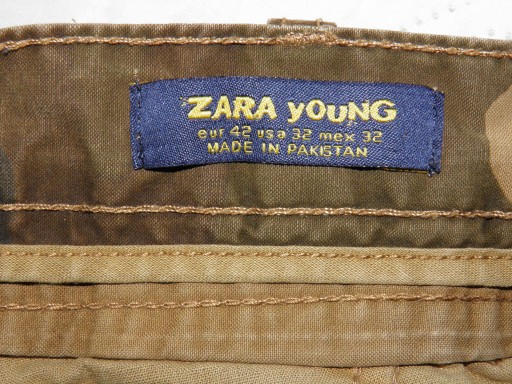 ZARA yOUNG
eur 42 usa 32 mex 32
MADE IN PAKISTAN